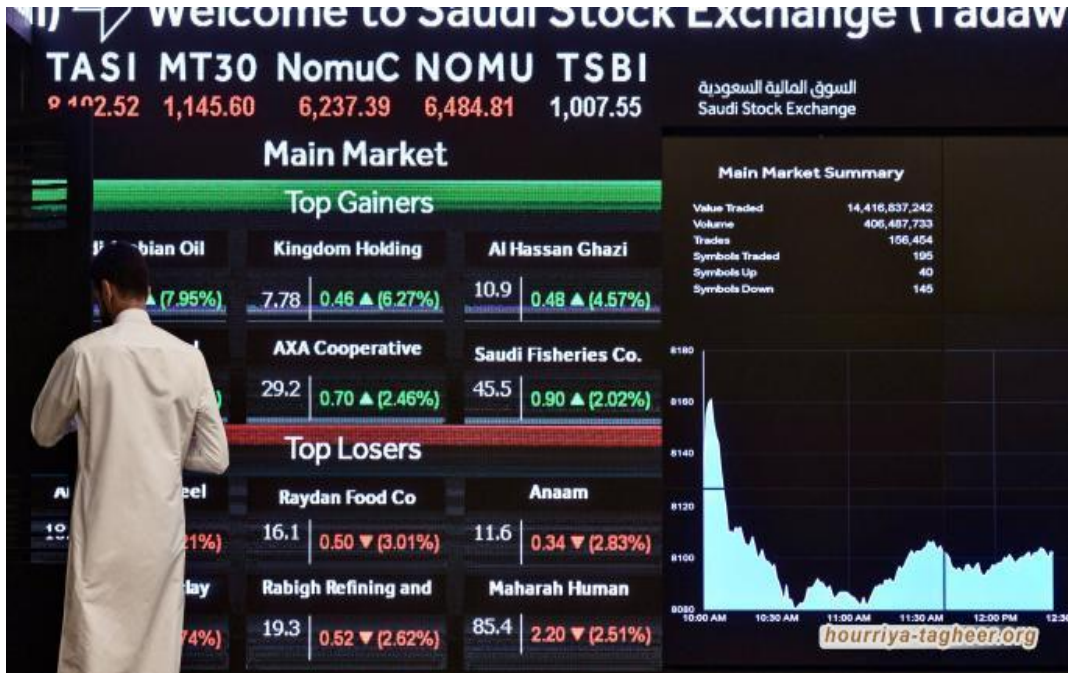 Welcome to Saudi Stock Exchange (Tadaw
TASI MT30 NomuC NOMU TSBI
1,145.60 6,237.39 6,484.81 1,007.55
السوق المالية السعودية
Saudi Stock Exchange
Main Market
Top Gainers
Oil Kingdom Holding Al Hassan Ghazi
▲ (7.95%) 7.78 0.46 ▲ (6.27%) 10.9 0.48 ▲ (4.57%)
AXA Cooperative Saudi Fisheries Co.
29.2 0.70 ▲ (2.46%) 45.5 0.90 ▲ (2.02%)
Top Losers
Raydan Food Co Anaam
16.1 0.50 ▼ (3.01%) 11.6 0.34 ▼ (2.83%)
Rabigh Refining and Maharah Human
19.3 0.52 ▼ (2.62%) 85.4 2.20 ▼ (2.51%)
Main Market Summary
Value Traded 14,416,837,242
Volume 406,487,733
Trades 156,454
Symbols Traded 195
Symbols Up 40
Symbols Down 145
8180
8160
8140
8120
8100
8080
10:00 AM 10:30 AM 11:00 AM 11:30 AM 12:00 PM 12:30
hourriya-tagheer.org